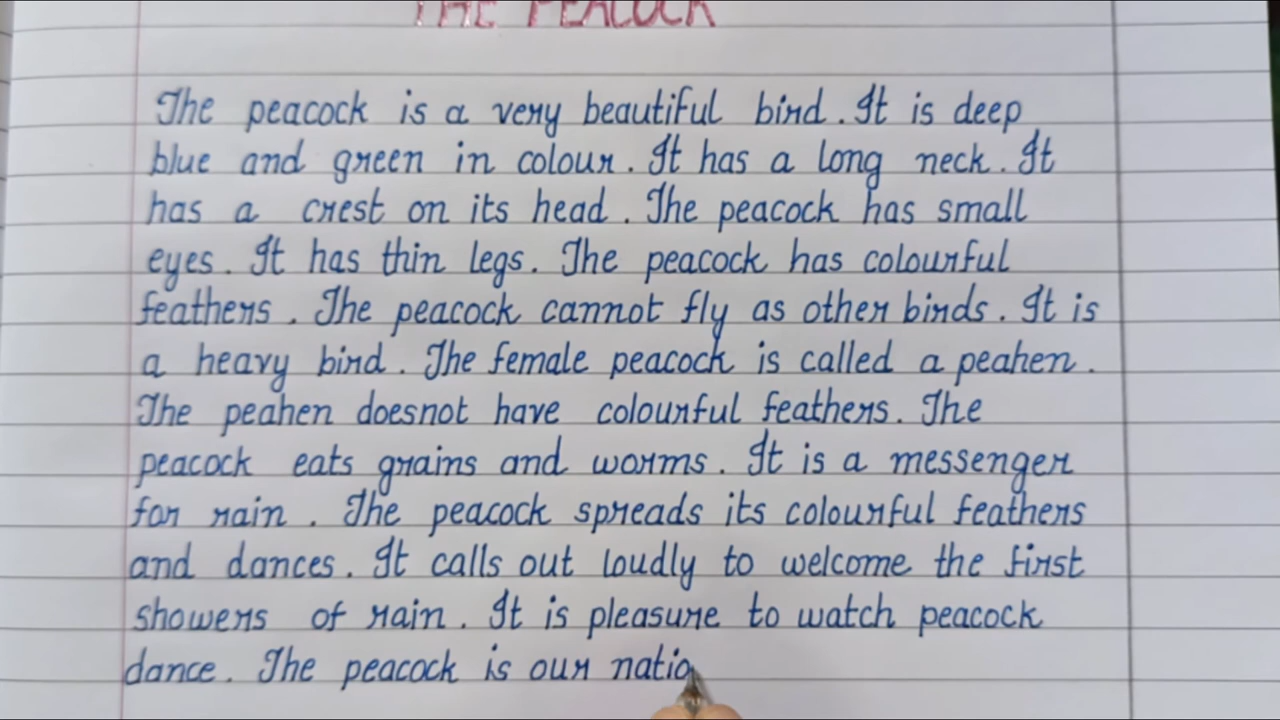 THE PEACOCK
The peacock is a very beautiful bird. It is deep
blue and green in colour. It has a long neck. It
has a crest on its head. The peacock has small
eyes. It has thin legs. The peacock has colourful
feathers. The peacock cannot fly as other birds. It is
a heavy bird. The female peacock is called a peahen.
The peahen doesnot have colourful feathers. The
peacock eats grains and worms. It is a messenger
for rain. The peacock spreads its colourful feathers
and dances. It calls out loudly to welcome the first
showers of rain. It is pleasure to watch peacock
dance. The peacock is our natio